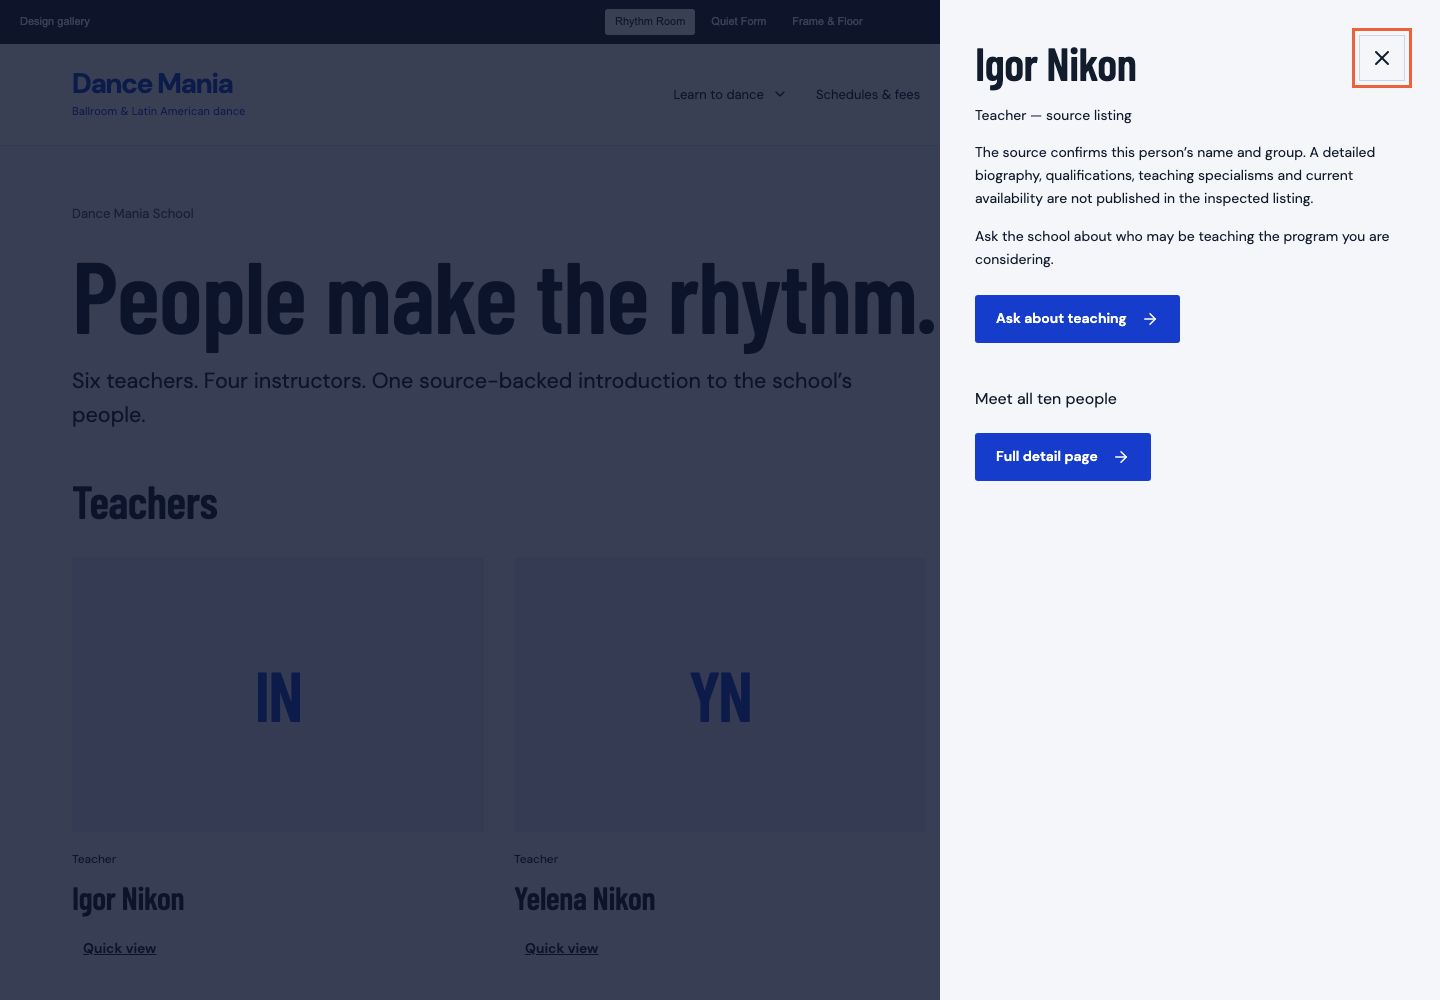 Design gallery
Rhythm Room
Quiet Form
Frame & Floor
Dance Mania
Ballroom & Latin American dance
Learn to dance
Schedules & fees
Dance Mania School
People make the rhythm.
Six teachers. Four instructors. One source-backed introduction to the school’s
people.
Teachers
IN
YN
Teacher
Igor Nikon
Quick view
Teacher
Yelena Nikon
Quick view
Igor Nikon
Teacher — source listing
The source confirms this person’s name and group. A detailed
biography, qualifications, teaching specialisms and current
availability are not published in the inspected listing.
Ask the school about who may be teaching the program you are
considering.
Ask about teaching
Meet all ten people
Full detail page